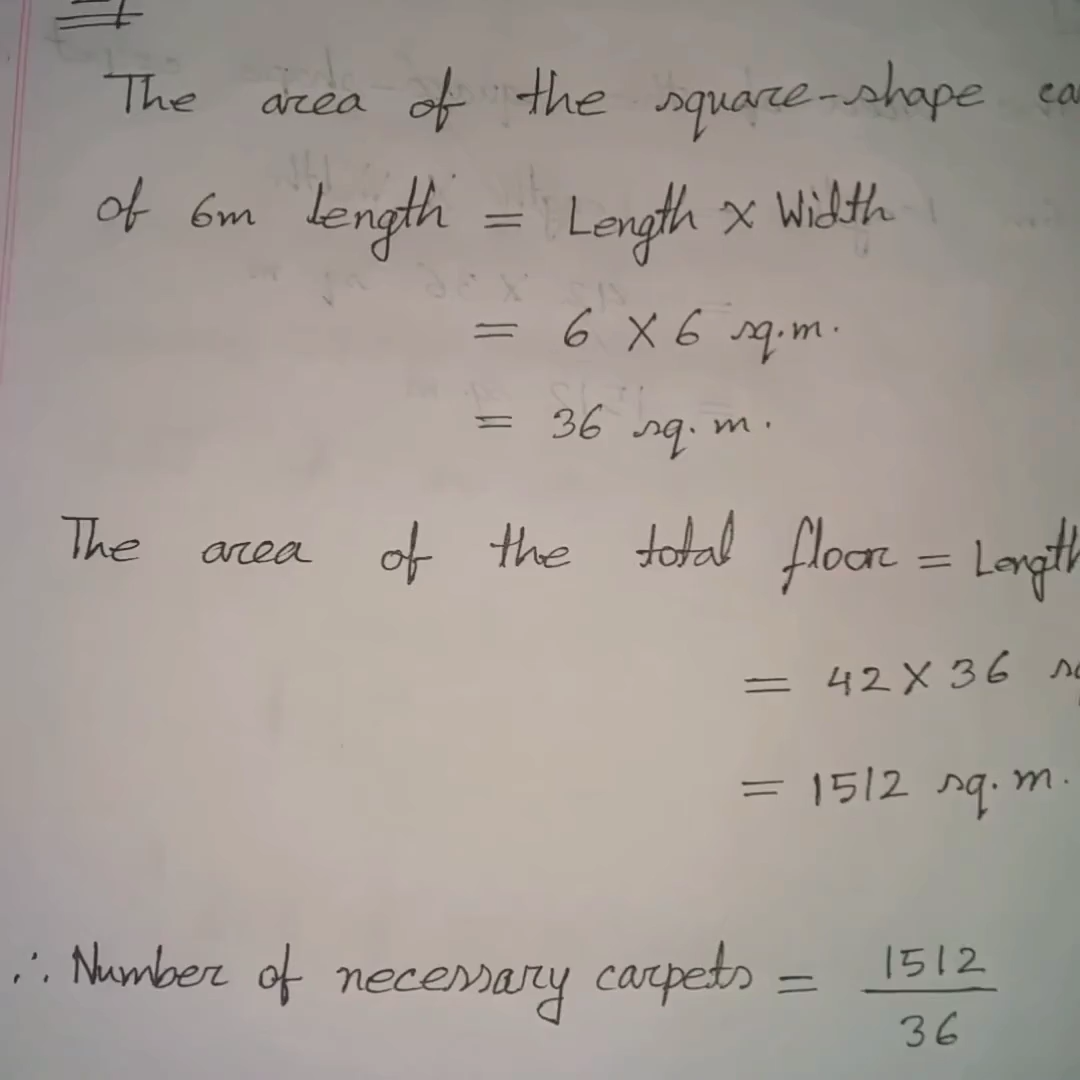 The area of the square-shape
of 6m length = Length × Width
= 6 × 6 sq.m.
= 36 sq.m.
The area of the total floor = Length
= 42 × 36
= 1512 sq.m.
∴ Number of necessary carpets = 1512/36